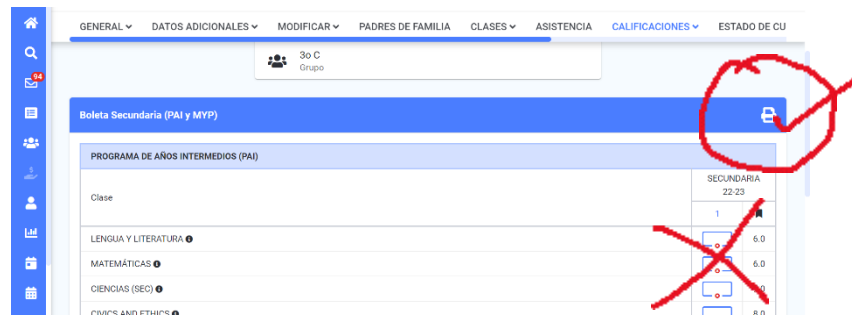 GENERAL DATOS ADICIONALES MODIFICAR PADRES DE FAMILIA CLASES ASISTENCIA CALIFICACIONES ESTADO DE CU
94
3o C
Grupo
Boleta Secundaria (PAI y MYP)
PROGRAMA DE AÑOS INTERMEDIOS (PAI)
Clase
SECUNDARIA
22-23
1
LENGUA Y LITERATURA 6.0
MATEMÁTICAS 6.0
CIENCIAS (SEC)
CIVICS AND ETHICS 8.0